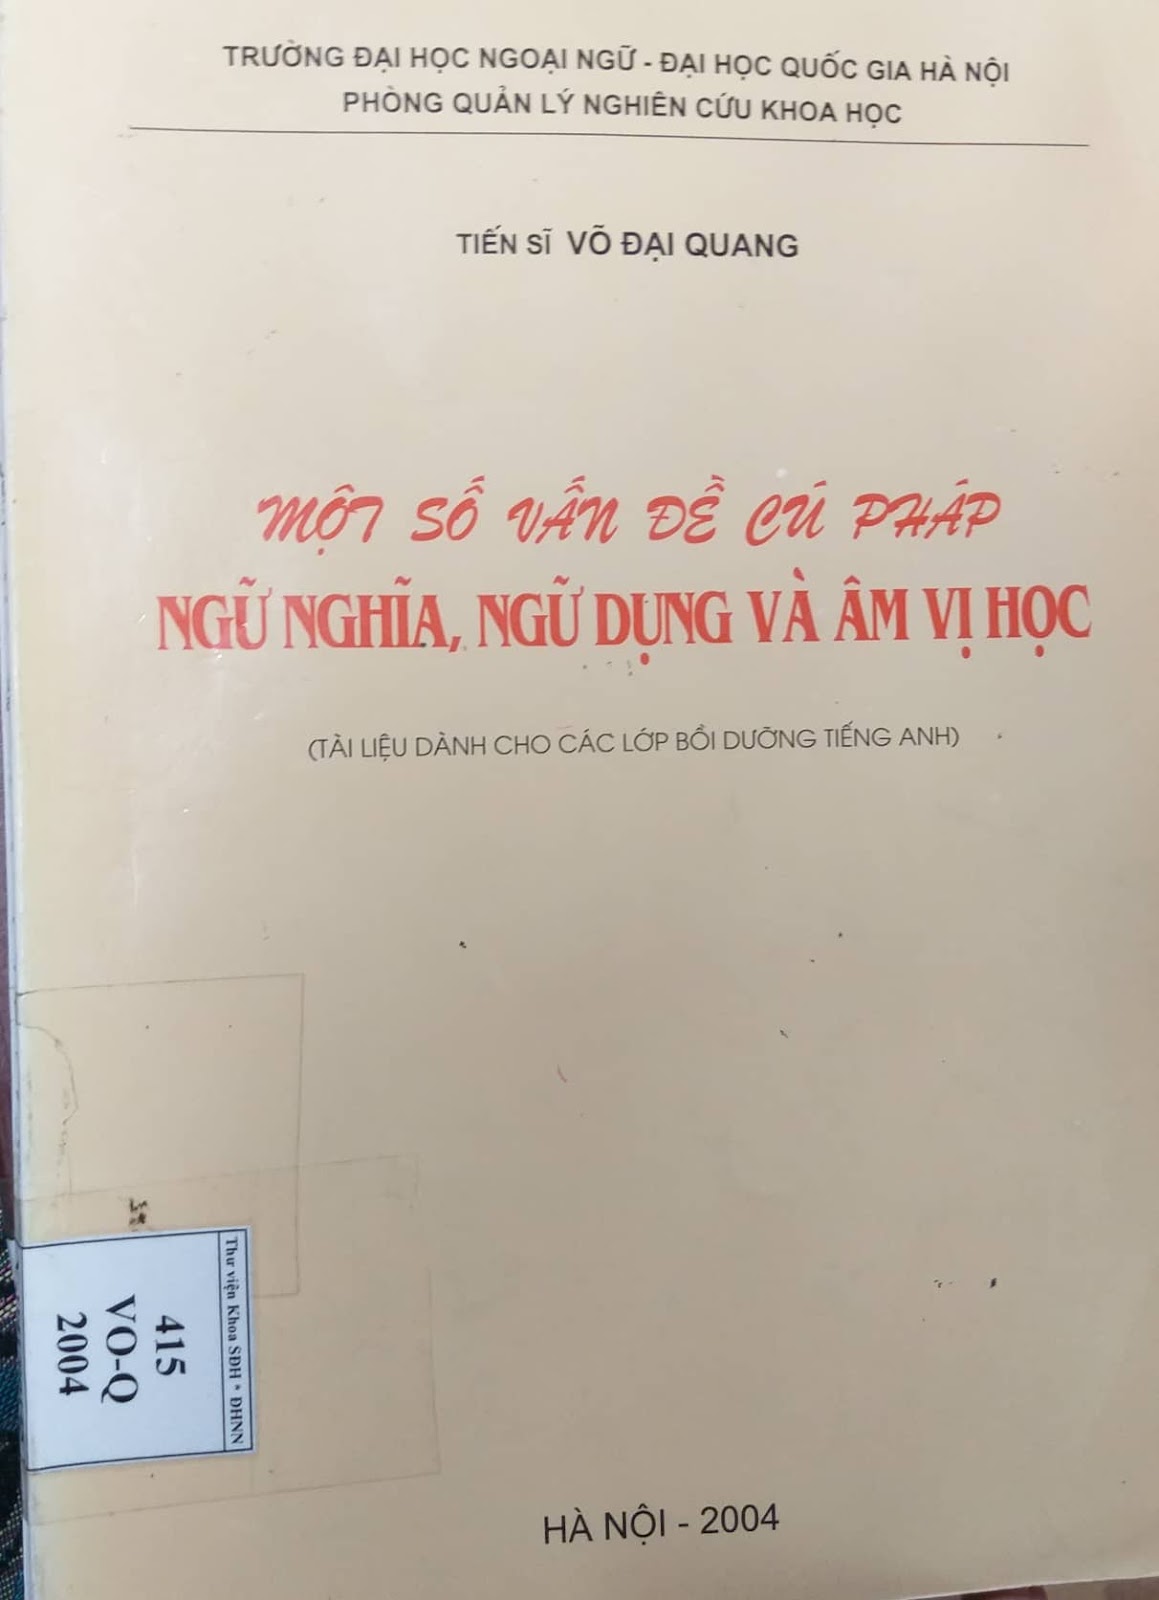 TRƯỜNG ĐẠI HỌC NGOẠI NGỮ - ĐẠI HỌC QUỐC GIA HÀ NỘI
PHÒNG QUẢN LÝ NGHIÊN CỨU KHOA HỌC
TIẾN SĨ VÕ ĐẠI QUANG
MỘT SỐ VẤN ĐỀ CÚ PHÁP
NGỮ NGHĨA, NGỮ DỤNG VÀ ÂM VỊ HỌC
(TÀI LIỆU DÀNH CHO CÁC LỚP BỒI DƯỠNG TIẾNG ANH)
Thư viện Khoa SĐH * ĐHNN
415
VO-Q
2004
HÀ NỘI - 2004